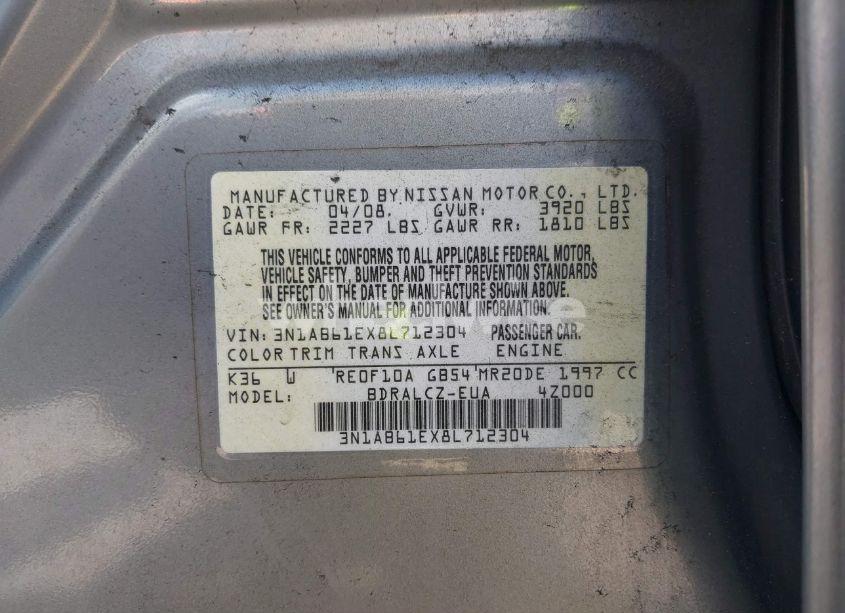 MANUFACTURED BY NISSAN MOTOR CO., LTD.
DATE: 04/08. GVWR: 3920 LBS
GAWR FR: 2227 LBS GAWR RR: 1810 LBS
THIS VEHICLE CONFORMS TO ALL APPLICABLE FEDERAL MOTOR,
VEHICLE SAFETY, BUMPER AND THEFT PREVENTION STANDARDS
IN EFFECT ON THE DATE OF MANUFACTURE SHOWN ABOVE.
SEE OWNER'S MANUAL FOR ADDITIONAL INFORMATION.
VIN: 3N1AB61EX8L712304 PASSENGER CAR.
COLOR TRIM TRANS AXLE ENGINE
K36 W RE0F10A GB54 MR20DE 1997 CC
MODEL: BDRALCZ-EUA 4Z000
3N1AB61EX8L712304